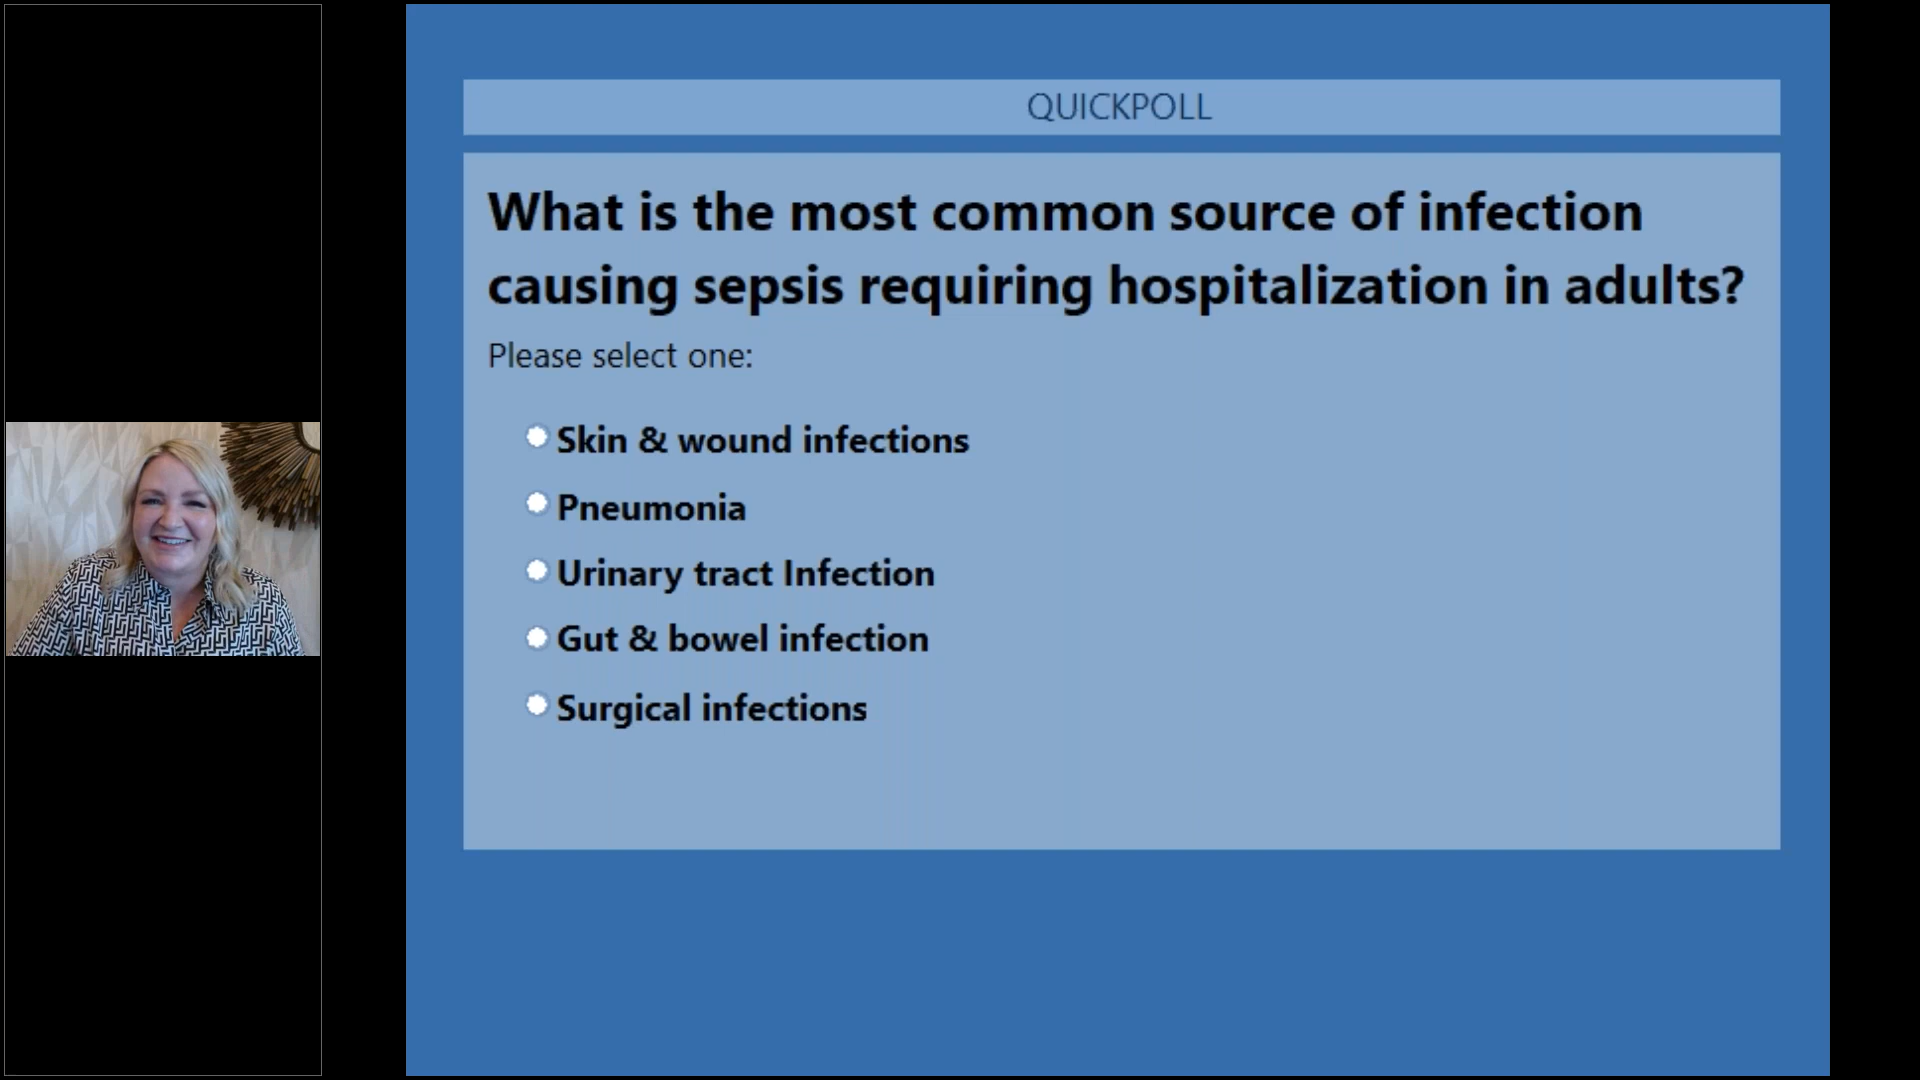 QUICKPOLL
What is the most common source of infection
causing sepsis requiring hospitalization in adults?
Please select one:
Skin & wound infections
Pneumonia
Urinary tract Infection
Gut & bowel infection
Surgical infections